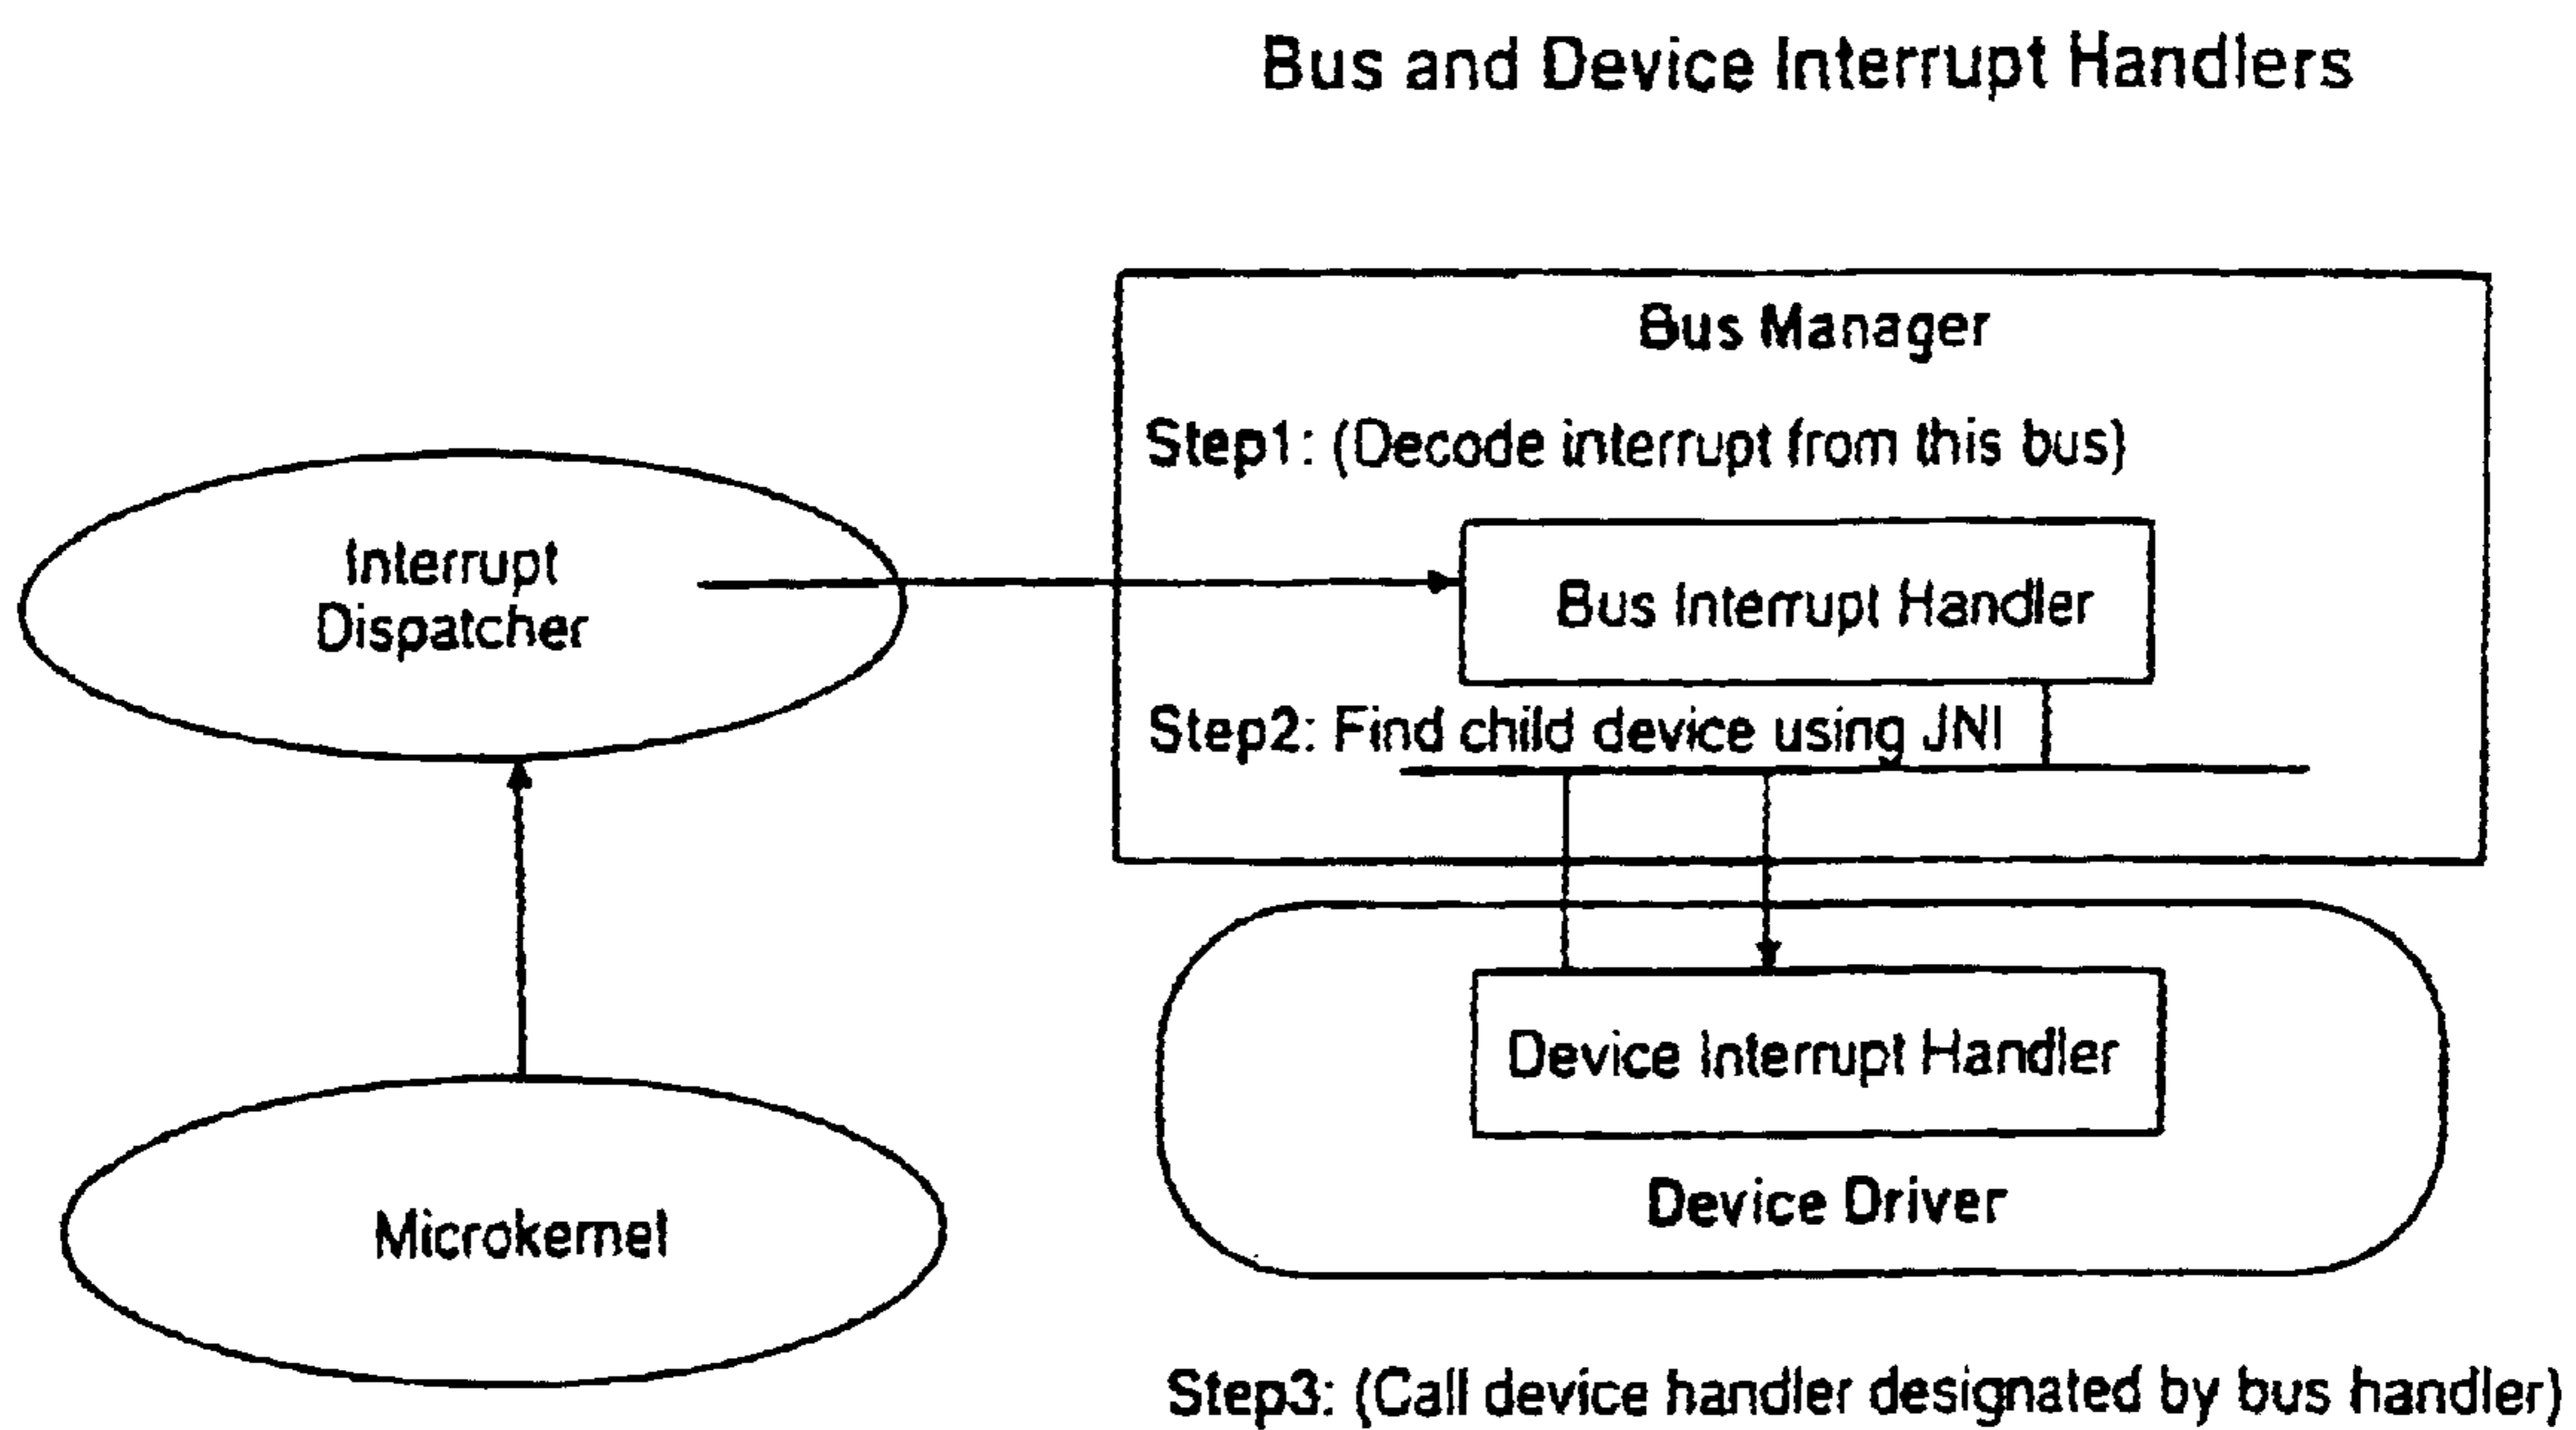 Bus and Device Interrupt Handlers
Bus Manager
Step1: (Decode interrupt from this bus)
Interrupt
Dispatcher
Bus Interrupt Handler
Step2: Find child device using JNI
Device Interrupt Handler
Device Driver
Microkernel
Step3: (Call device handler designated by bus handler)